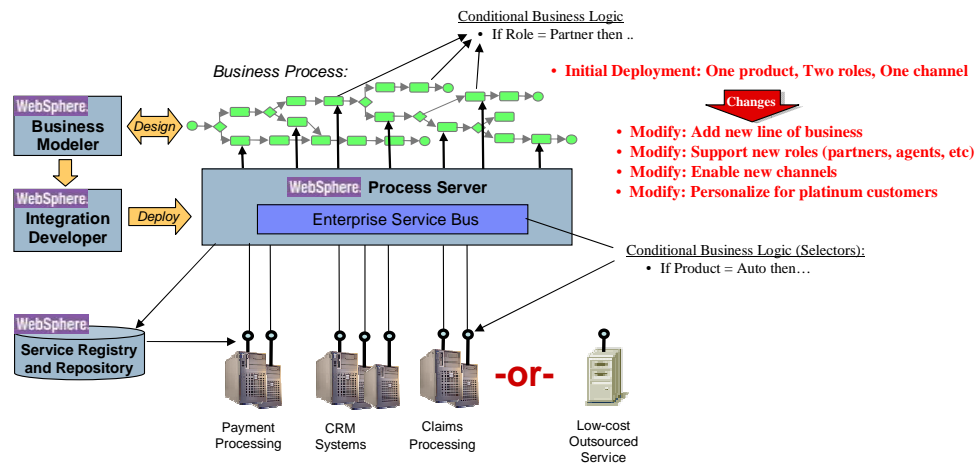 Conditional Business Logic
• If Role = Partner then ..
Business Process:
• Initial Deployment: One product, Two roles, One channel
Changes
• Modify: Add new line of business
• Modify: Support new roles (partners, agents, etc)
• Modify: Enable new channels
• Modify: Personalize for platinum customers
WebSphere.
Business
Modeler
Design
WebSphere.
Integration
Developer
Deploy
WebSphere. Process Server
Enterprise Service Bus
Conditional Business Logic (Selectors):
• If Product = Auto then…
WebSphere.
Service Registry
and Repository
-or-
Payment
Processing
CRM
Systems
Claims
Processing
Low-cost
Outsourced
Service